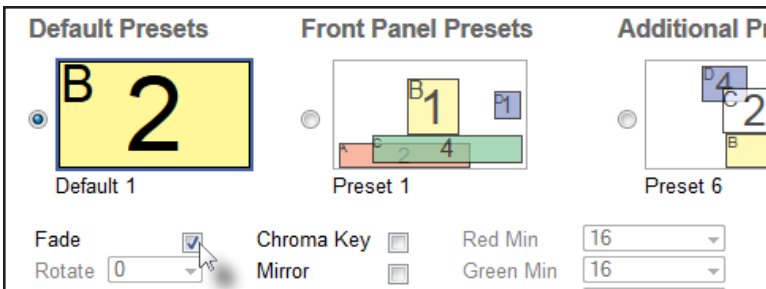 Default Presets Front Panel Presets Additional Pr
B 2
B 1 D 1
A C 2 4
D 4 C 2
B
Default 1 Preset 1 Preset 6
Fade Chroma Key Red Min 16
Rotate 0 Mirror Green Min 16